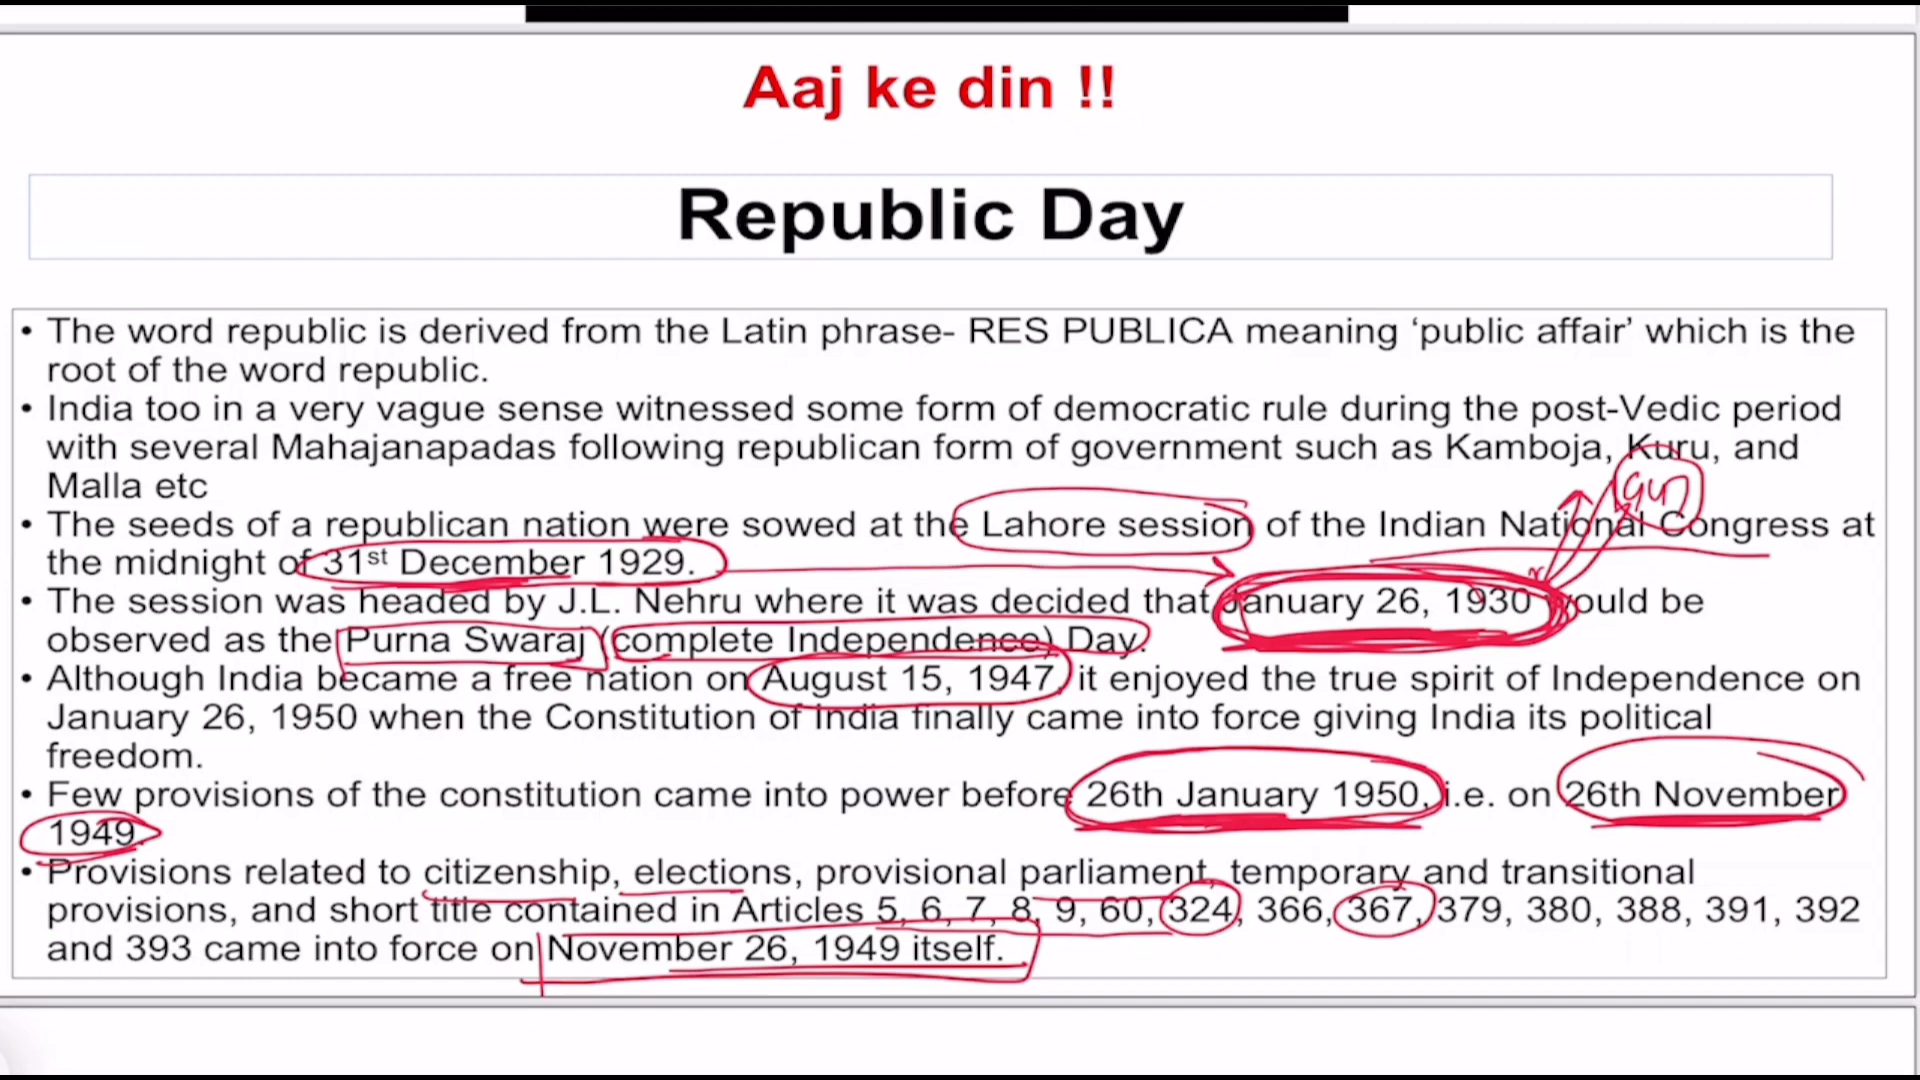 Aaj ke din !!
Republic Day
• The word republic is derived from the Latin phrase- RES PUBLICA meaning ‘public affair’ which is the
root of the word republic.
• India too in a very vague sense witnessed some form of democratic rule during the post-Vedic period
with several Mahajanapadas following republican form of government such as Kamboja, Kuru, and
Malla etc
• The seeds of a republican nation were sowed at the Lahore session of the Indian National Congress at
the midnight of 31st December 1929.
• The session was headed by J.L. Nehru where it was decided that January 26, 1930 would be
observed as the Purna Swaraj (complete Independence) Day.
• Although India became a free nation on August 15, 1947, it enjoyed the true spirit of Independence on
January 26, 1950 when the Constitution of India finally came into force giving India its political
freedom.
• Few provisions of the constitution came into power before 26th January 1950, i.e. on 26th November
1949.
• Provisions related to citizenship, elections, provisional parliament, temporary and transitional
provisions, and short title contained in Articles 5, 6, 7, 8, 9, 60, 324, 366, 367, 379, 380, 388, 391, 392
and 393 came into force on November 26, 1949 itself.